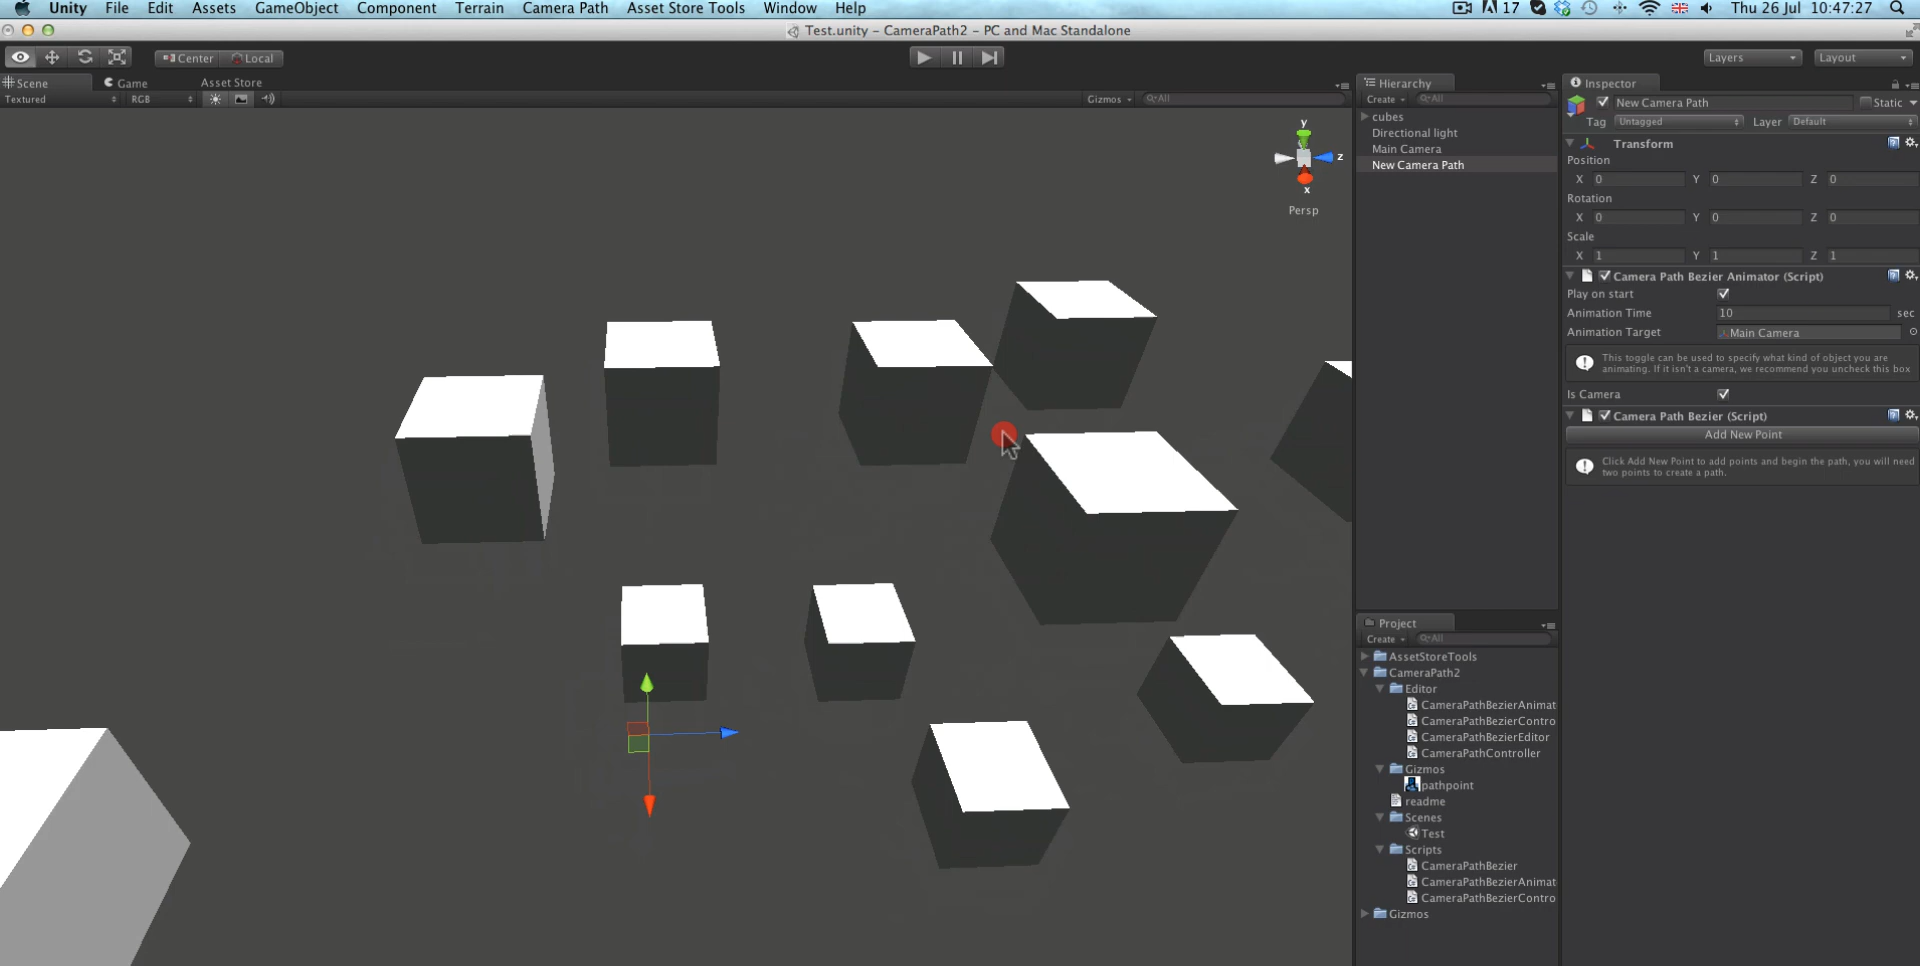 Unity File Edit Assets GameObject Component Terrain Camera Path Asset Store Tools Window Help 17 Thu 26 Jul 10:47:27
Test.unity – CameraPath2 – PC and Mac Standalone
Center Local Layers Layout
Scene Game Asset Store
Textured RGB Gizmos All
y
z
x
Persp
Hierarchy
Create All
cubes
Directional light
Main Camera
New Camera Path
Project
Create All
AssetStoreTools
CameraPath2
Editor
CameraPathBezierAnimat
CameraPathBezierContro
CameraPathBezierEditor
CameraPathController
Gizmos
pathpoint
readme
Scenes
Test
Scripts
CameraPathBezier
CameraPathBezierAnimat
CameraPathBezierContro
Gizmos
Inspector
New Camera Path Static
Tag Untagged Layer Default
Transform
Position
X 0 Y 0 Z 0
Rotation
X 0 Y 0 Z 0
Scale
X 1 Y 1 Z 1
Camera Path Bezier Animator (Script)
Play on start
Animation Time 10 sec
Animation Target Main Camera
This toggle can be used to specify what kind of object you are
animating. If it isn't a camera, we recommend you uncheck this box
Is Camera
Camera Path Bezier (Script)
Add New Point
Click Add New Point to add points and begin the path, you will need
two points to create a path.